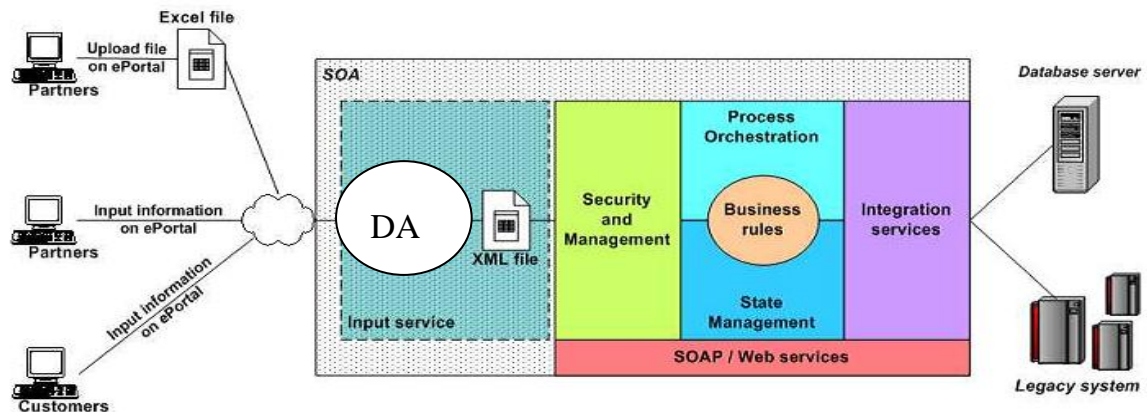 Excel file
Upload file
on ePortal
Partners
Input information
on ePortal
Partners
Input information
on ePortal
Customers
SOA
DA
XML file
Input service
Security
and
Management
Process
Orchestration
Business
rules
State
Management
Integration
services
SOAP / Web services
Database server
Legacy system